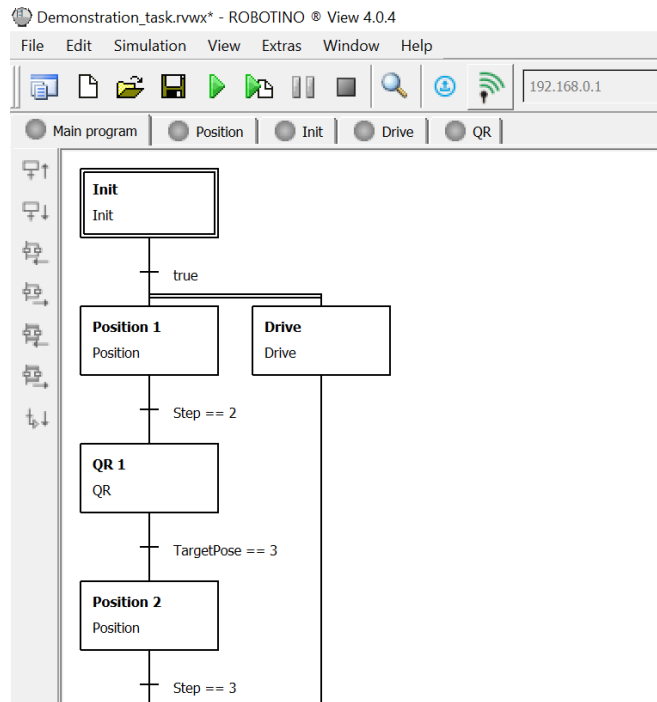 Demonstration_task.rvwx* - ROBOTINO ® View 4.0.4
File Edit Simulation View Extras Window Help
192.168.0.1
Main program Position Init Drive QR
Init
Init
true
Position 1
Position
Drive
Drive
Step == 2
QR 1
QR
TargetPose == 3
Position 2
Position
Step == 3